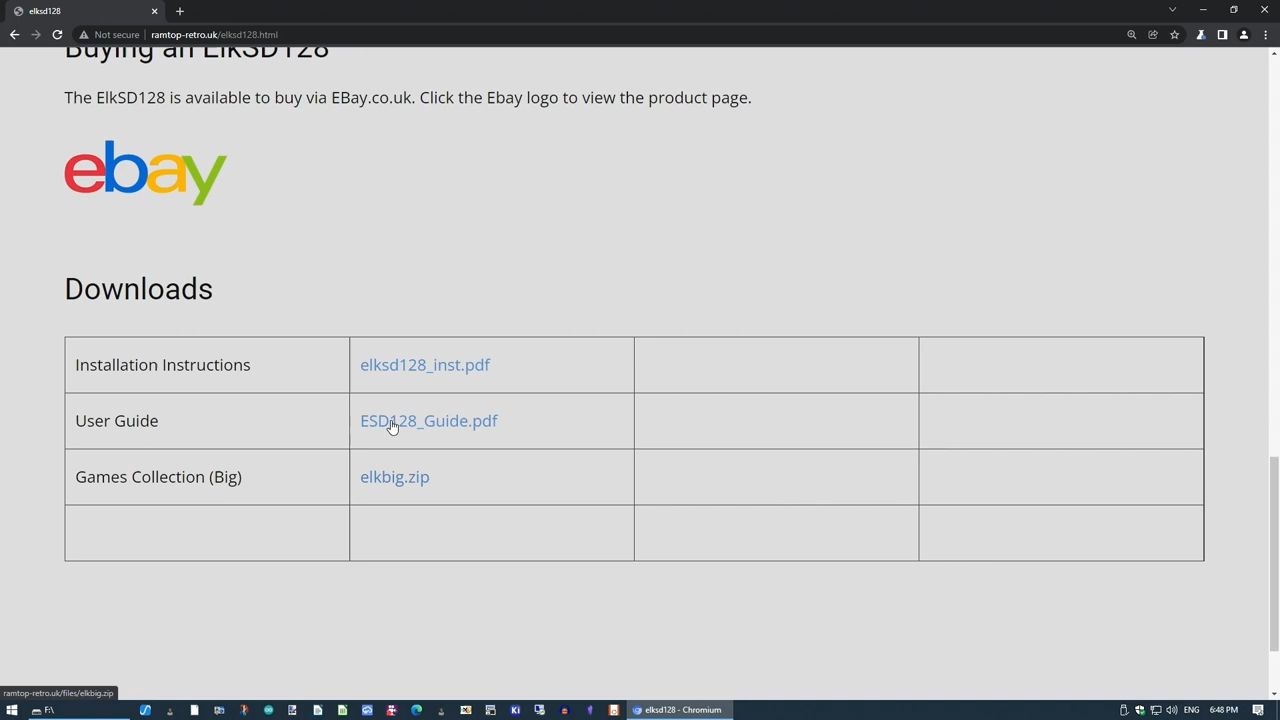 elksd128
Not secure
ramtop-retro.uk/elksd128.html
Buying an ElkSD128
The ElkSD128 is available to buy via EBay.co.uk. Click the Ebay logo to view the product page.
ebay
Downloads
Installation Instructions elksd128_inst.pdf
User Guide ESD128_Guide.pdf
Games Collection (Big) elkbig.zip
ramtop-retro.uk/files/elkbig.zip
F:\
elksd128 - Chromium
ENG
6:48 PM